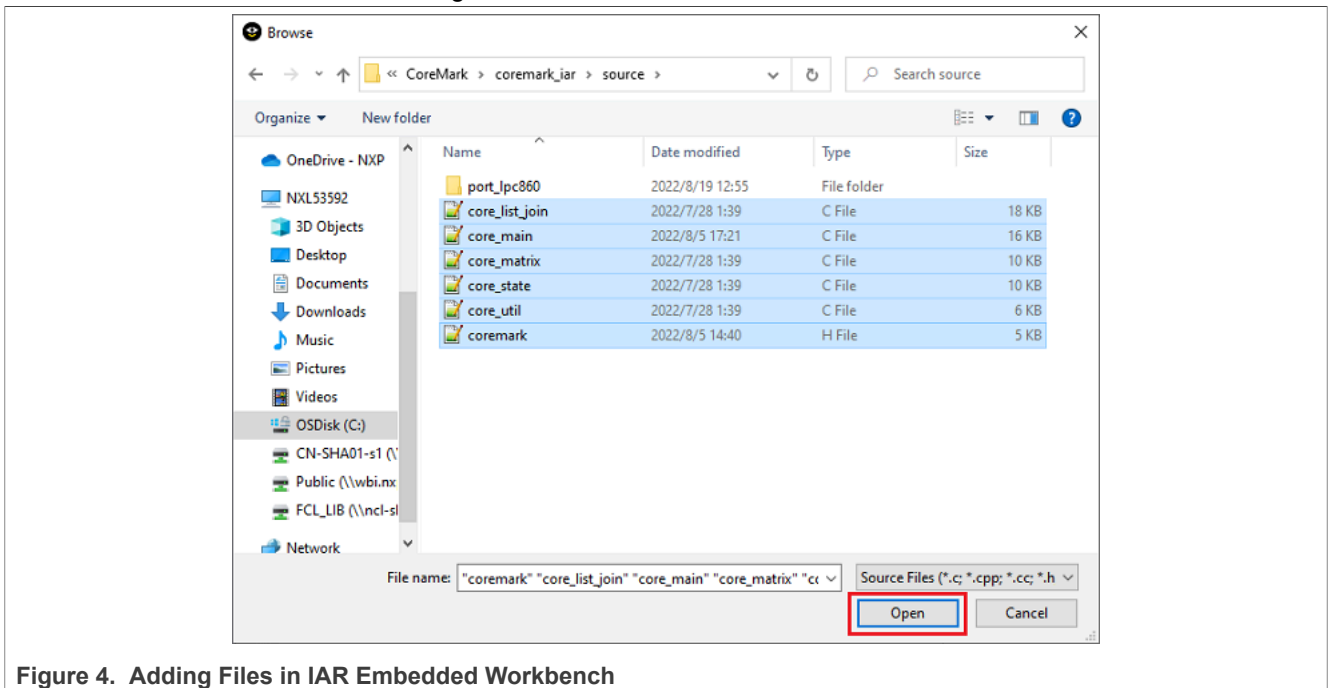 Browse
« CoreMark > coremark_iar > source >
Search source
Organize
New folder
Name Date modified Type Size
OneDrive - NXP
NXL53592
3D Objects
Desktop
Documents
Downloads
Music
Pictures
Videos
OSDisk (C:)
CN-SHA01-s1 (\
Public (\\wbi.nx
FCL_LIB (\\ncl-sl
Network
port_lpc860 2022/8/19 12:55 File folder
core_list_join 2022/7/28 1:39 C File 18 KB
core_main 2022/8/5 17:21 C File 16 KB
core_matrix 2022/7/28 1:39 C File 10 KB
core_state 2022/7/28 1:39 C File 10 KB
core_util 2022/7/28 1:39 C File 6 KB
coremark 2022/8/5 14:40 H File 5 KB
File name: "coremark" "core_list_join" "core_main" "core_matrix" "cc
Source Files (*.c; *.cpp; *.cc; *.h
Open
Cancel
Figure 4. Adding Files in IAR Embedded Workbench